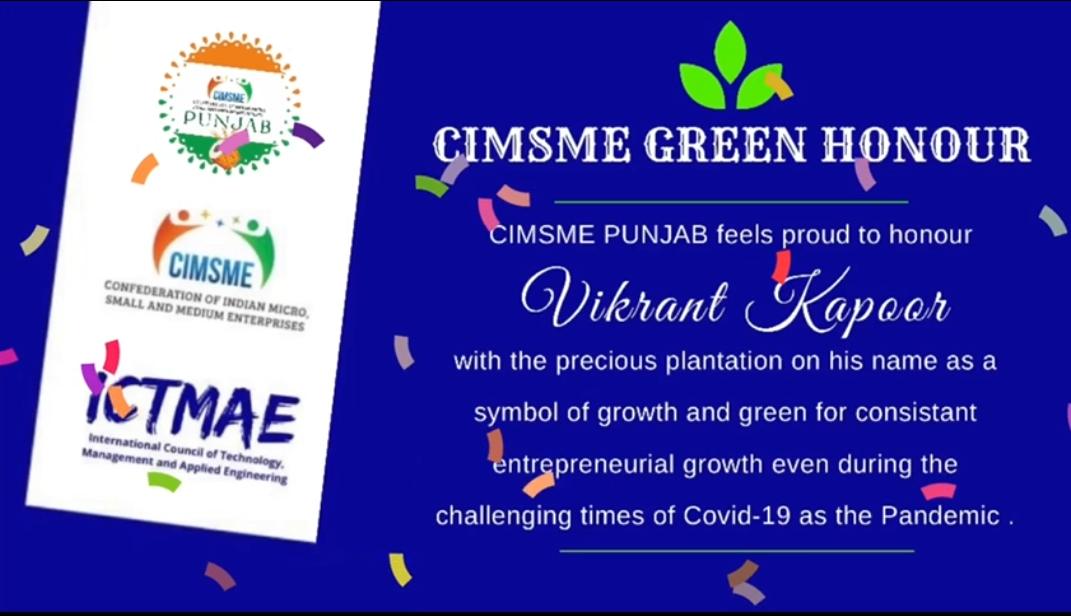 CIMSME
PUNJAB
CIMSME
CONFEDERATION OF INDIAN MICRO,
SMALL AND MEDIUM ENTERPRISES
ICTMAE
International Council of Technology,
Management and Applied Engineering
CIMSME GREEN HONOUR
CIMSME PUNJAB feels proud to honour
Vikrant Kapoor
with the precious plantation on his name as a
symbol of growth and green for consistant
entrepreneurial growth even during the
challenging times of Covid-19 as the Pandemic .